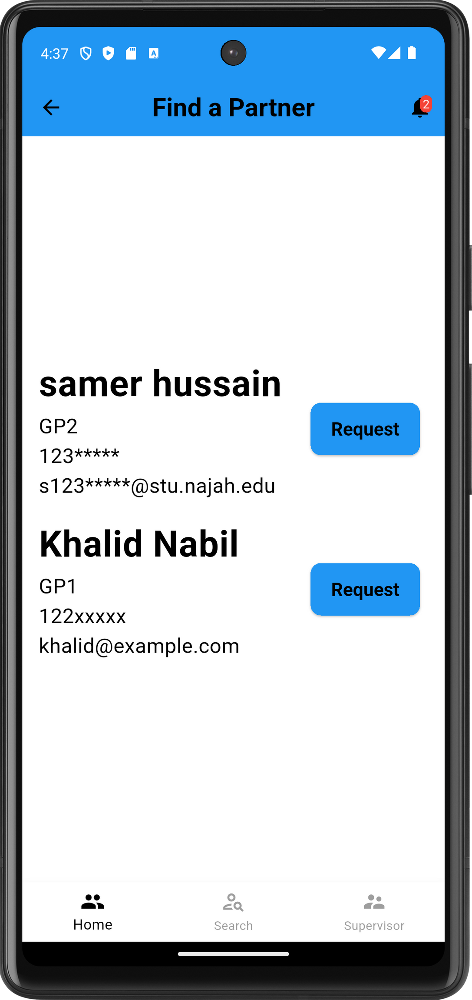 4:37
Find a Partner
2
samer hussain
GP2
123*****
s123*****@stu.najah.edu
Request
Khalid Nabil
GP1
122xxxxx
khalid@example.com
Request
Home
Search
Supervisor